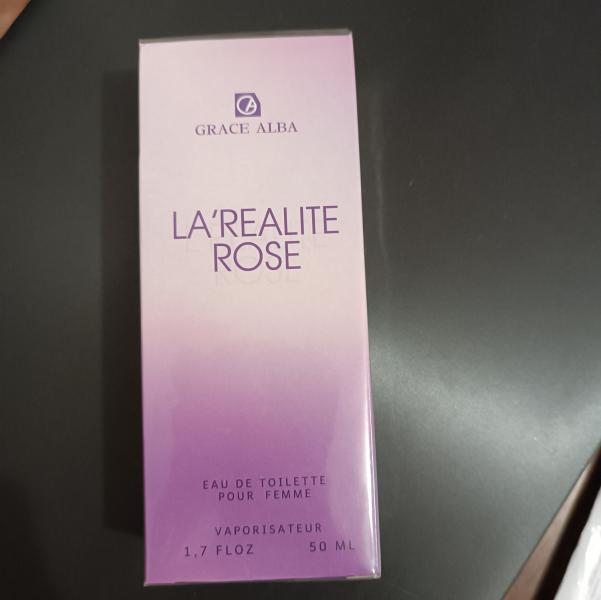 GRACE ALBA
LA'REALITE
ROSE
EAU DE TOILETTE
POUR FEMME
VAPORISATEUR
1,7 FLOZ 50 ML